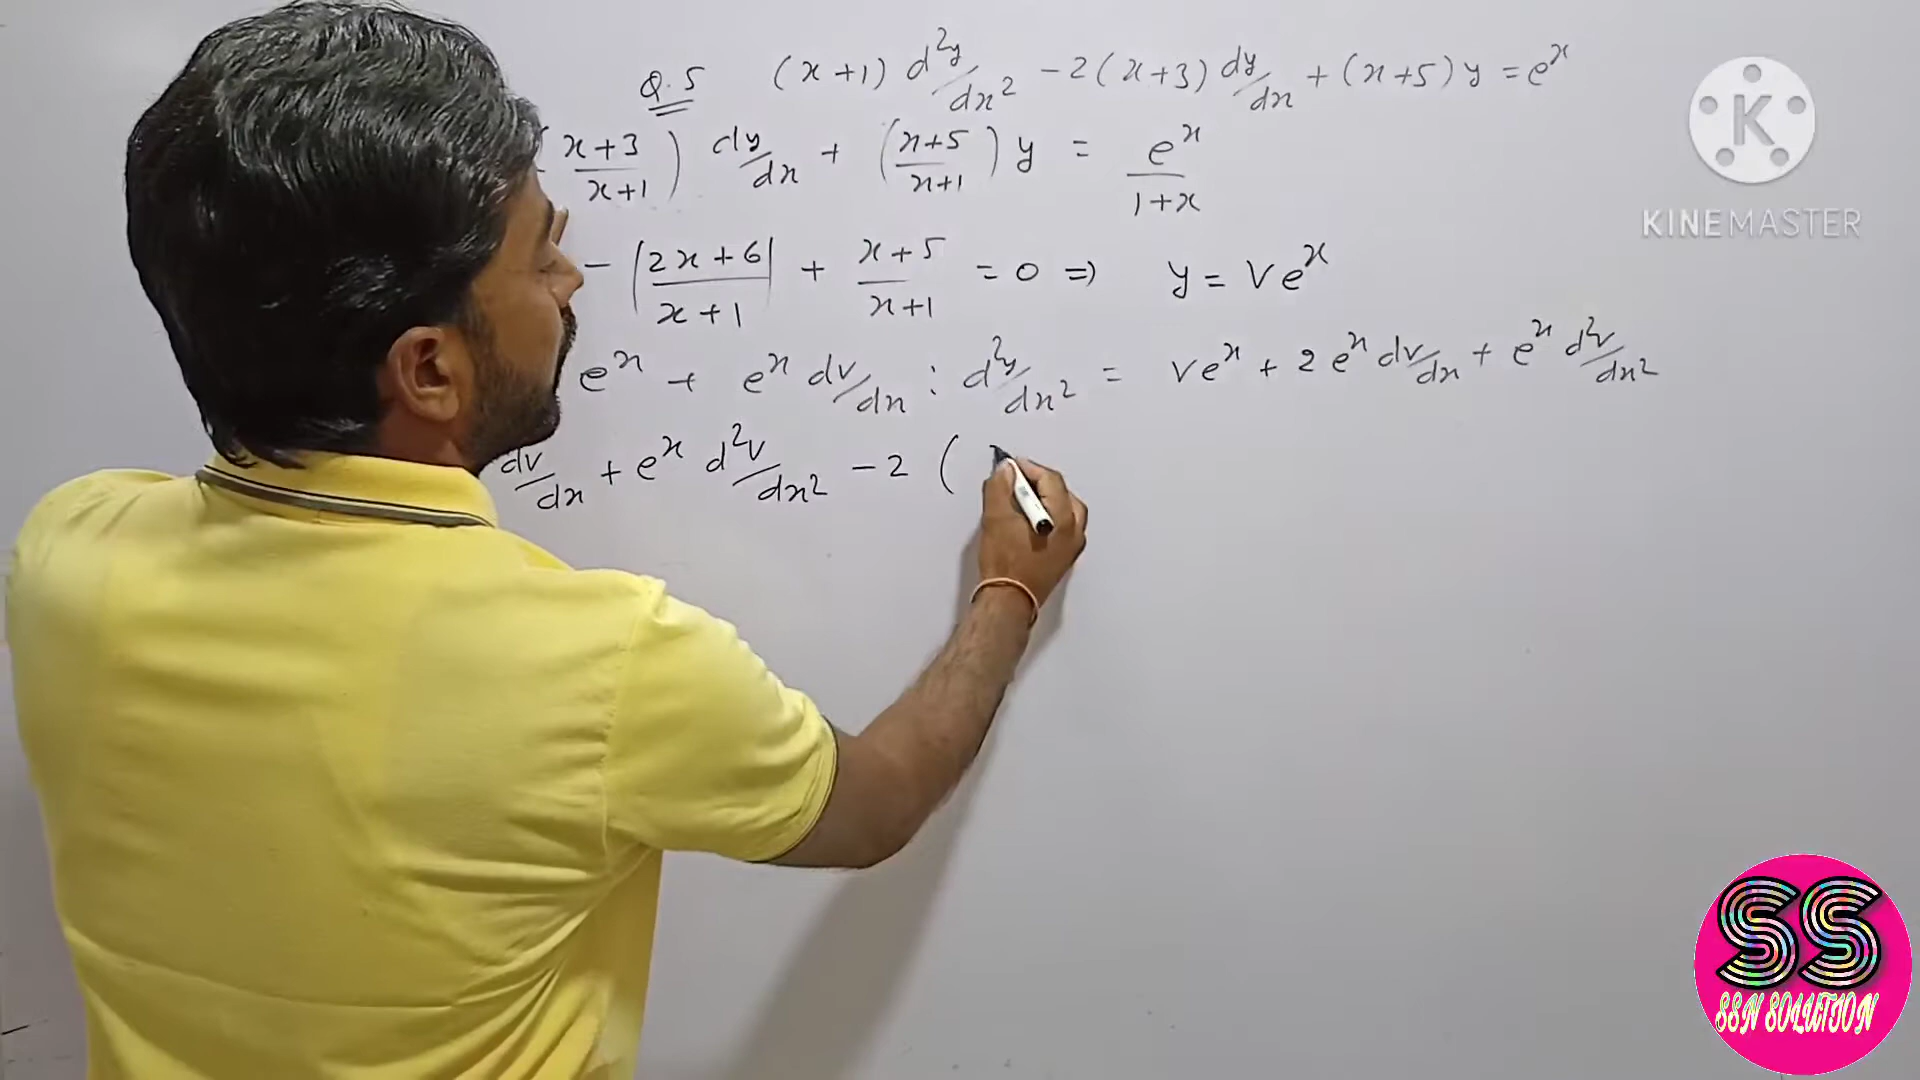 Q.5 (x+1) d²y/dx² - 2(x+3) dy/dx + (x+5) y = eˣ
(x+3/x+1) dy/dx + (x+5/x+1) y = eˣ/1+x
- (2x+6/x+1) + x+5/x+1 = 0 => y = Veˣ
eˣ + eˣ dv/dx : d²y/dx² = Veˣ + 2eˣ dv/dx + eˣ d²v/dx²
dv/dx + eˣ d²v/dx² - 2 (
KINEMASTER
SS
SSN SOLUTION